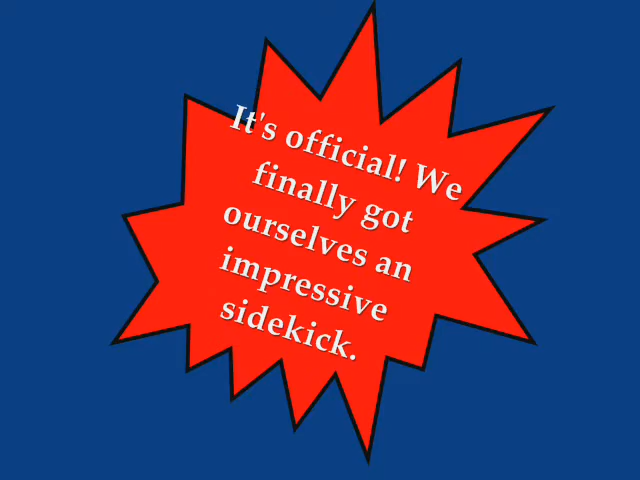 It's official! We
finally got
ourselves an
impressive
sidekick.